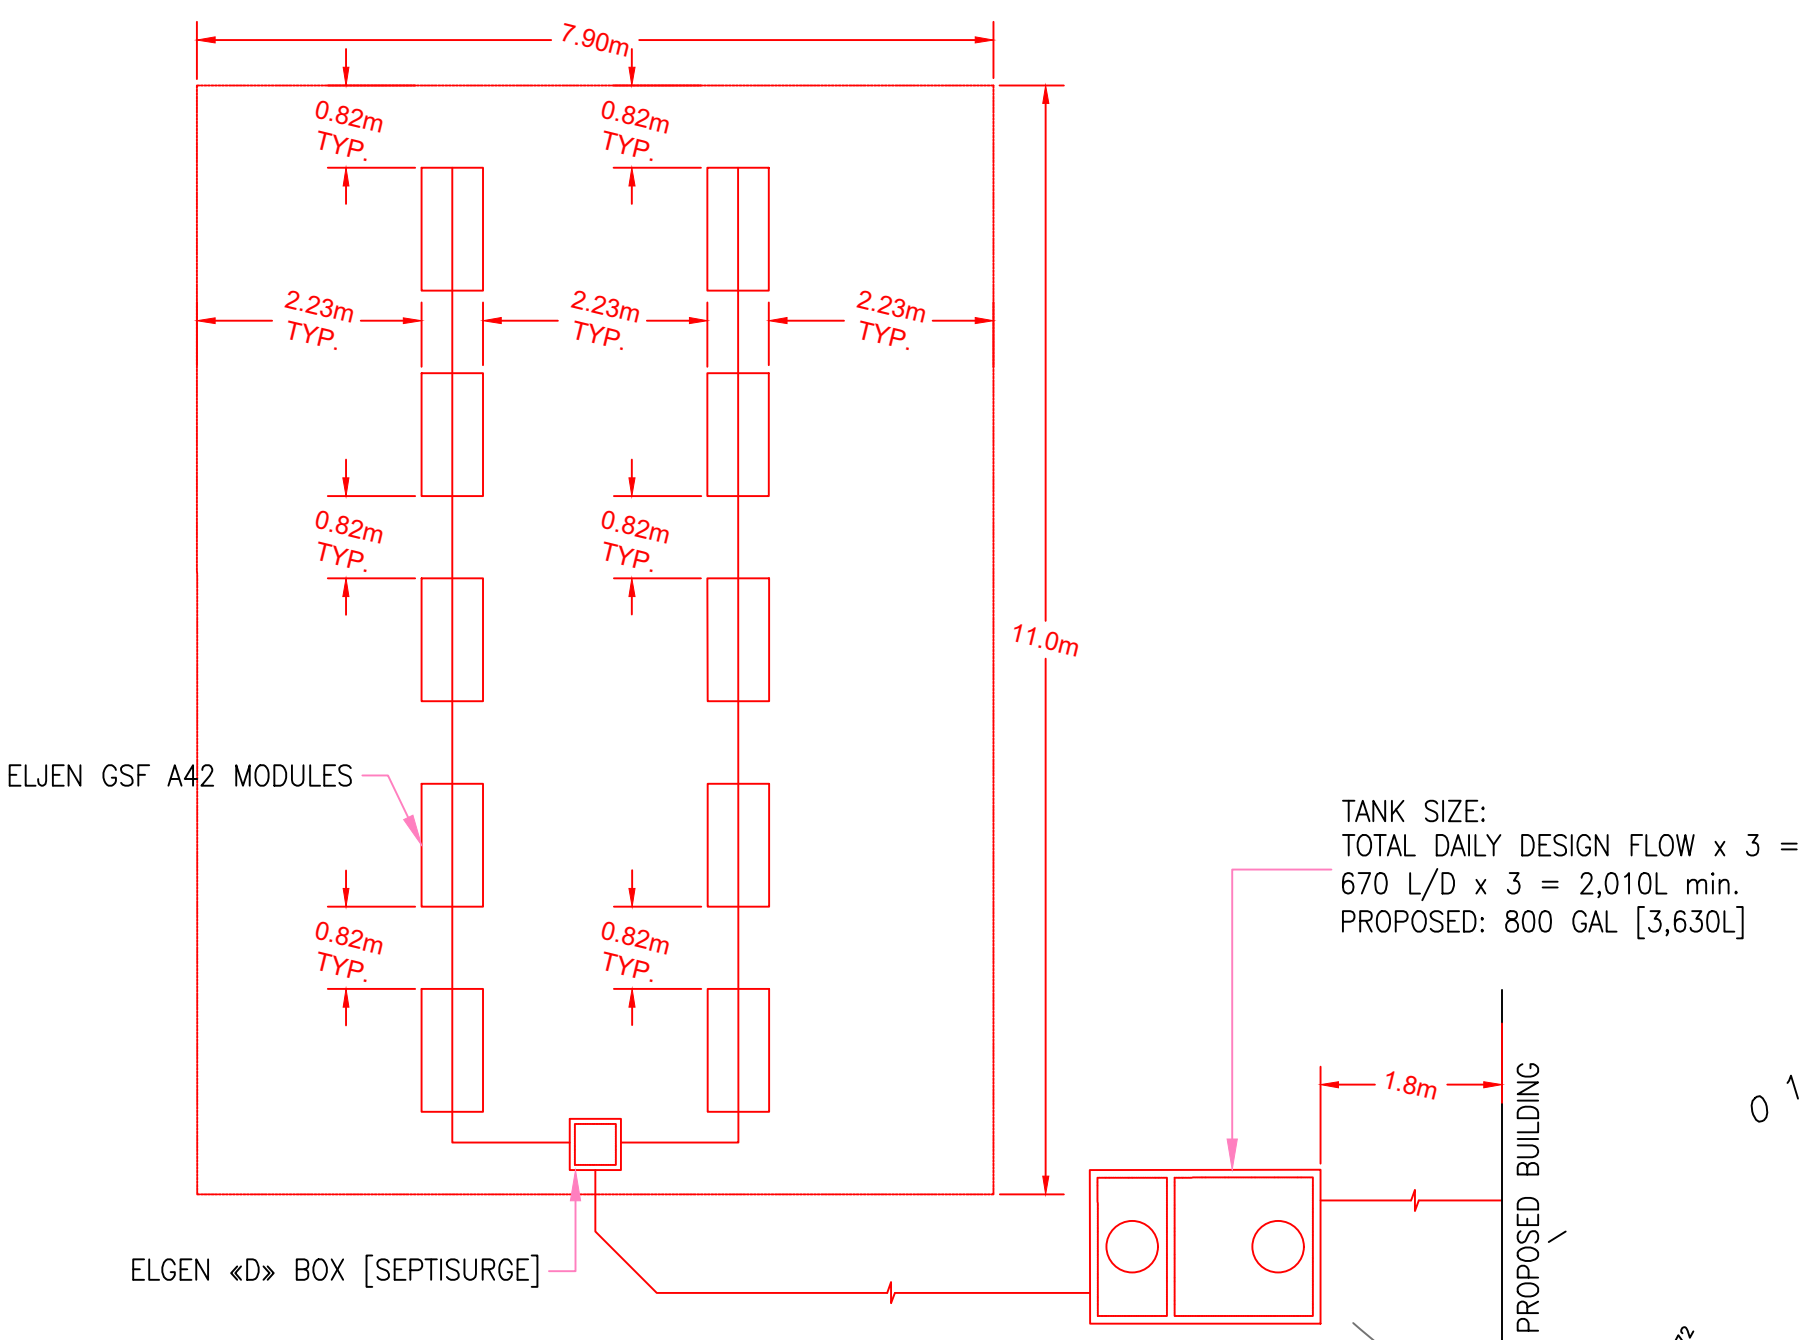 7.90m
0.82m
TYP.
0.82m
TYP.
2.23m
TYP.
2.23m
TYP.
2.23m
TYP.
0.82m
TYP.
0.82m
TYP.
11.0m
ELJEN GSF A42 MODULES
TANK SIZE:
TOTAL DAILY DESIGN FLOW x 3 =
670 L/D x 3 = 2,010L min.
PROPOSED: 800 GAL [3,630L]
0.82m
TYP.
0.82m
TYP.
1.8m
PROPOSED BUILDING
0 1
ELGEN «D» BOX [SEPTISURGE]